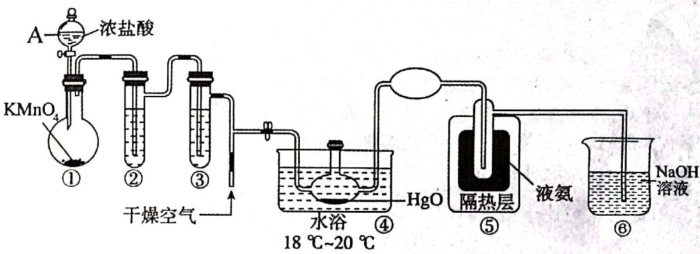 A
浓盐酸
KMnO₄
①
②
③
干燥空气
HgO
水浴
④
18 ℃~20 ℃
隔热层
⑤
液氨
NaOH
溶液
⑥